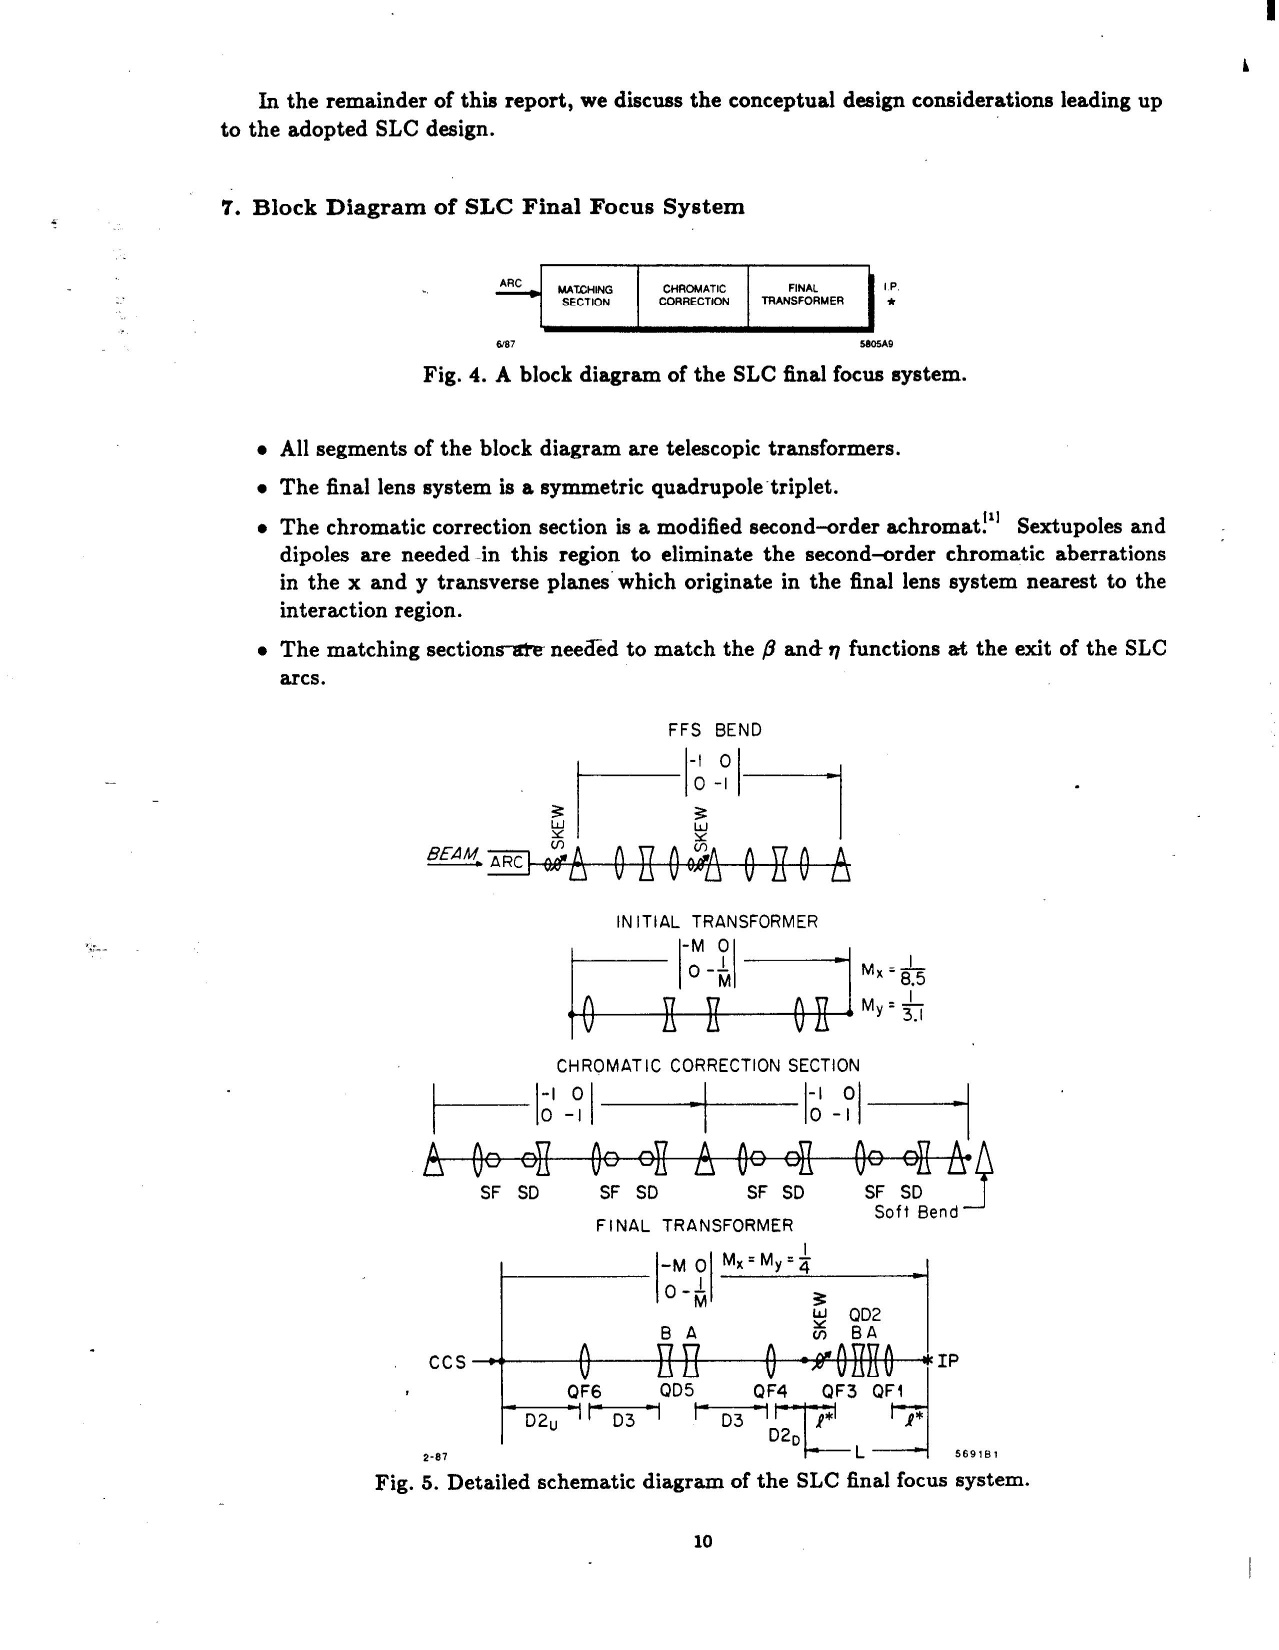 In the remainder of this report, we discuss the conceptual design considerations leading up
to the adopted SLC design.
7. Block Diagram of SLC Final Focus System
ARC
MATCHING
SECTION
CHROMATIC
CORRECTION
FINAL
TRANSFORMER
I.P.
*
6/87
5805A9
Fig. 4. A block diagram of the SLC final focus system.
• All segments of the block diagram are telescopic transformers.
• The final lens system is a symmetric quadrupole triplet.
• The chromatic correction section is a modified second–order achromat.[1] Sextupoles and
dipoles are needed in this region to eliminate the second–order chromatic aberrations
in the x and y transverse planes which originate in the final lens system nearest to the
interaction region.
• The matching sections are needed to match the β and η functions at the exit of the SLC
arcs.
FFS BEND
-1 0
0 -1
SKEW
SKEW
BEAM
ARC
INITIAL TRANSFORMER
-M 0
0 -1/M
Mx = 1/8.5
My = 1/3.1
CHROMATIC CORRECTION SECTION
-1 0
0 -1
-1 0
0 -1
SF SD SF SD SF SD SF SD
Soft Bend
FINAL TRANSFORMER
-M 0
0 -1/M
Mx = My = 1/4
SKEW
QD2
B A
B A
CCS
IP
QF6 QD5 QF4 QF3 QF1
D2U D3 D3 ℓ* ℓ*
D2D
L
2-87
5691B1
Fig. 5. Detailed schematic diagram of the SLC final focus system.
10